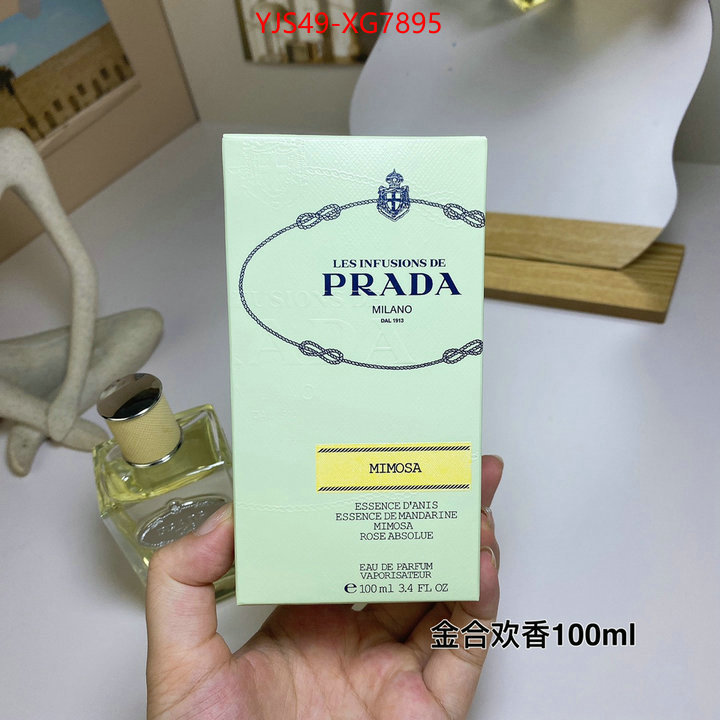 YJS49-XG7895
LES INFUSIONS DE
PRADA
MILANO
DAL 1913
MIMOSA
ESSENCE D'ANIS
ESSENCE DE MANDARINE
MIMOSA
ROSE ABSOLUE
EAU DE PARFUM
VAPORISATEUR
℮ 100 ml 3.4 FL OZ
金合欢香100ml